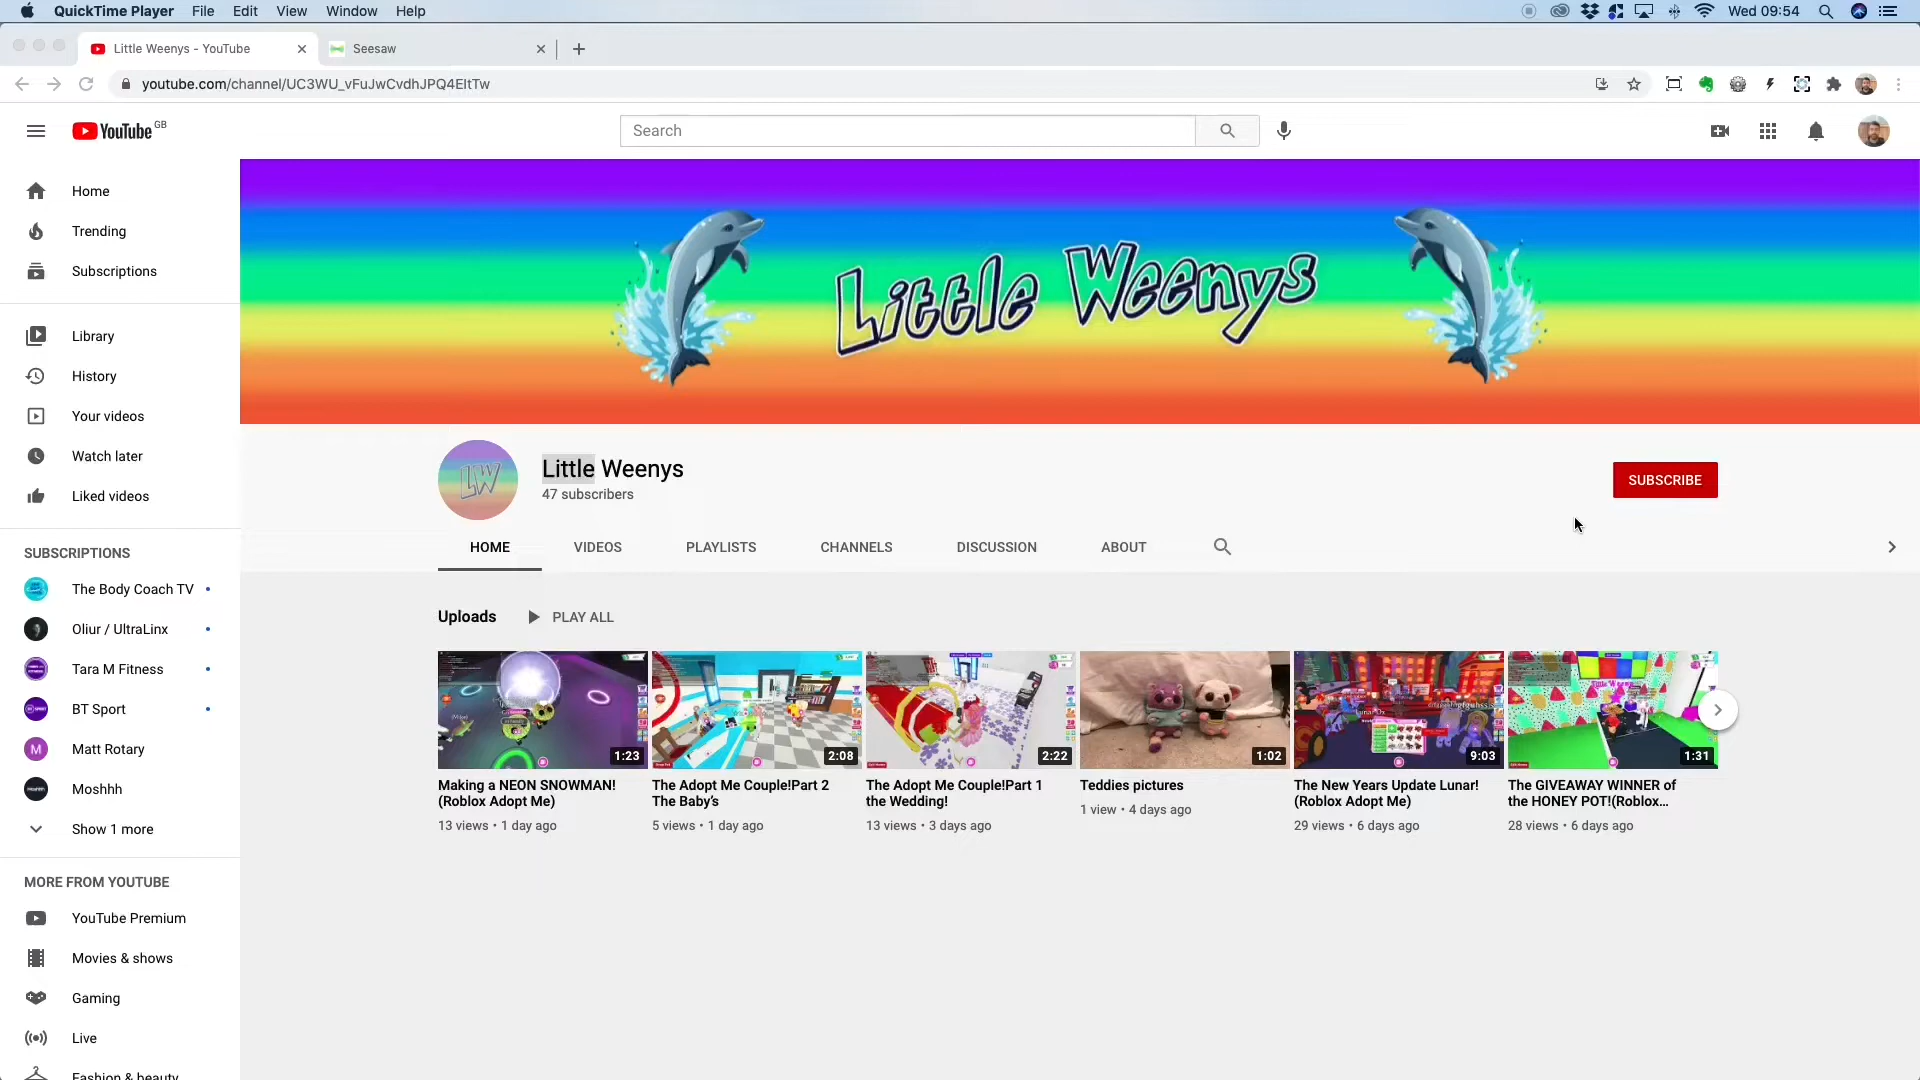 QuickTime Player File Edit View Window Help Wed 09:54
Little Weenys - YouTube Seesaw
youtube.com/channel/UC3WU_vFuJwCvdhJPQ4EItTw
YouTube GB Search
Home
Trending
Subscriptions
Library
History
Your videos
Watch later
Liked videos
SUBSCRIPTIONS
The Body Coach TV
Oliur / UltraLinx
Tara M Fitness
BT Sport
Matt Rotary
Moshhh
Show 1 more
MORE FROM YOUTUBE
YouTube Premium
Movies & shows
Gaming
Live
Fashion & beauty
Little Weenys
LW
Little Weenys
47 subscribers
SUBSCRIBE
HOME VIDEOS PLAYLISTS CHANNELS DISCUSSION ABOUT
Uploads PLAY ALL
1:23 2:08 2:22 1:02 9:03 1:31
Making a NEON SNOWMAN!
(Roblox Adopt Me)
13 views • 1 day ago
The Adopt Me Couple!Part 2
The Baby's
5 views • 1 day ago
The Adopt Me Couple!Part 1
the Wedding!
13 views • 3 days ago
Teddies pictures
1 view • 4 days ago
The New Years Update Lunar!
(Roblox Adopt Me)
29 views • 6 days ago
The GIVEAWAY WINNER of
the HONEY POT!(Roblox...
28 views • 6 days ago